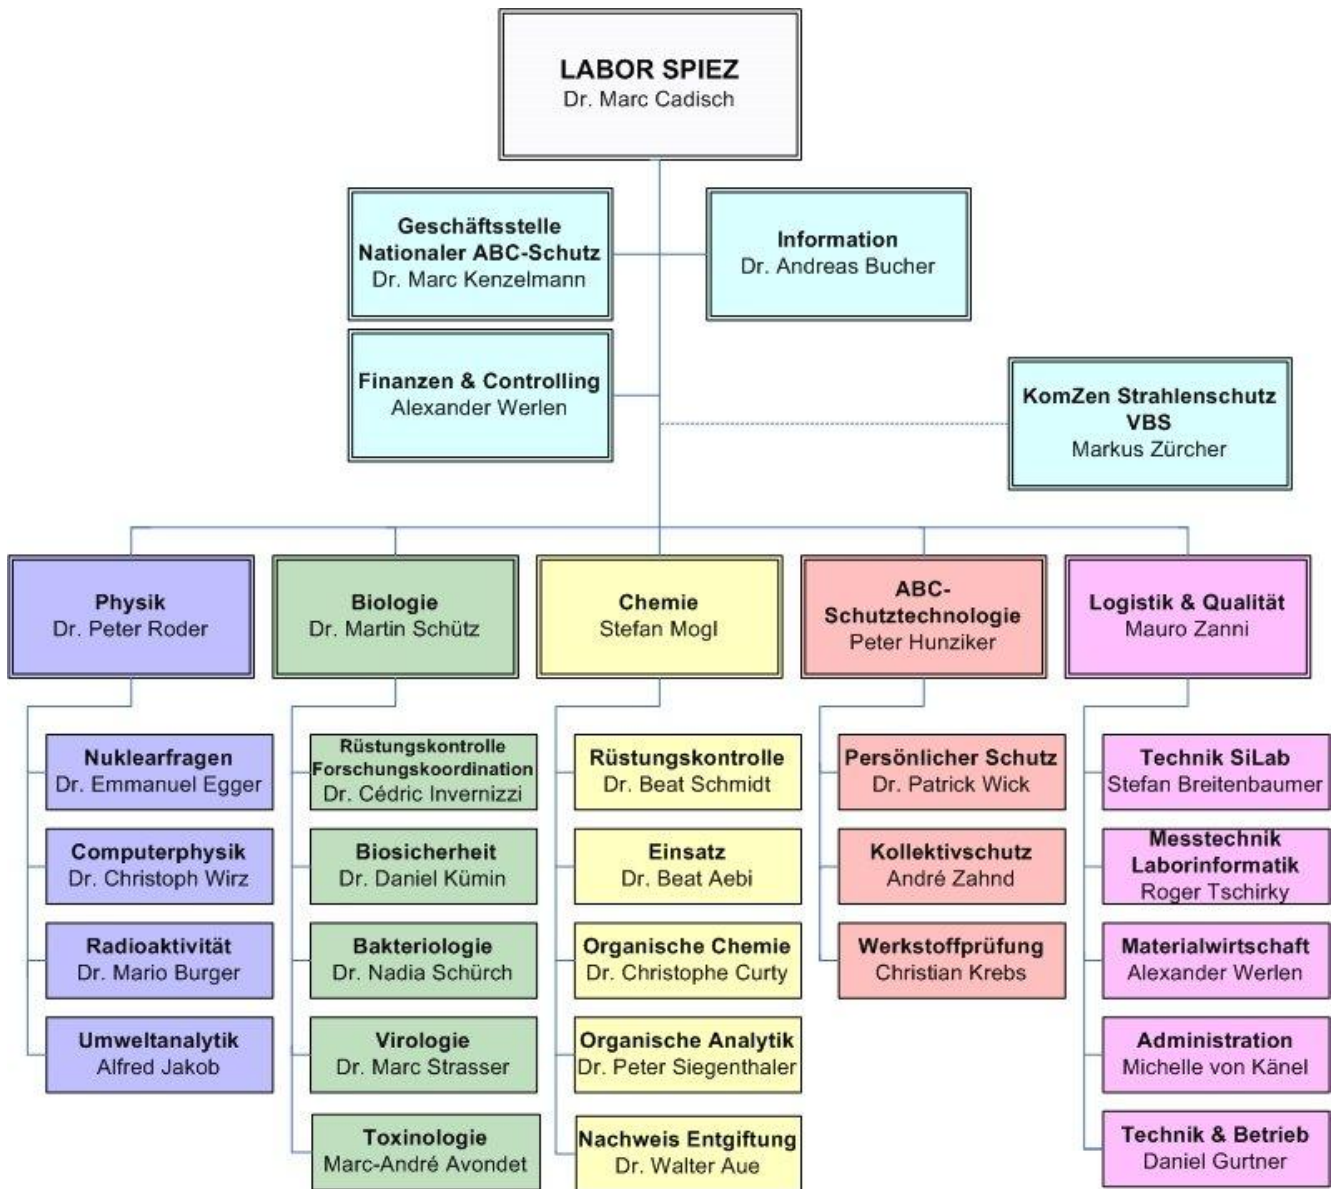 LABOR SPIEZ
Dr. Marc Cadisch
Geschäftsstelle
Nationaler ABC-Schutz
Dr. Marc Kenzelmann
Information
Dr. Andreas Bucher
Finanzen & Controlling
Alexander Werlen
KomZen Strahlenschutz
VBS
Markus Zürcher
Physik
Dr. Peter Roder
Biologie
Dr. Martin Schütz
Chemie
Stefan Mogl
ABC-
Schutztechnologie
Peter Hunziker
Logistik & Qualität
Mauro Zanni
Nuklearfragen
Dr. Emmanuel Egger
Computerphysik
Dr. Christoph Wirz
Radioaktivität
Dr. Mario Burger
Umweltanalytik
Alfred Jakob
Rüstungskontrolle
Forschungskoordination
Dr. Cédric Invernizzi
Biosicherheit
Dr. Daniel Kümin
Bakteriologie
Dr. Nadia Schürch
Virologie
Dr. Marc Strasser
Toxinologie
Marc-André Avondet
Rüstungskontrolle
Dr. Beat Schmidt
Einsatz
Dr. Beat Aebi
Organische Chemie
Dr. Christophe Curty
Organische Analytik
Dr. Peter Siegenthaler
Nachweis Entgiftung
Dr. Walter Aue
Persönlicher Schutz
Dr. Patrick Wick
Kollektivschutz
André Zahnd
Werkstoffprüfung
Christian Krebs
Technik SiLab
Stefan Breitenbaumer
Messtechnik
Laborinformatik
Roger Tschirky
Materialwirtschaft
Alexander Werlen
Administration
Michelle von Känel
Technik & Betrieb
Daniel Gurtner